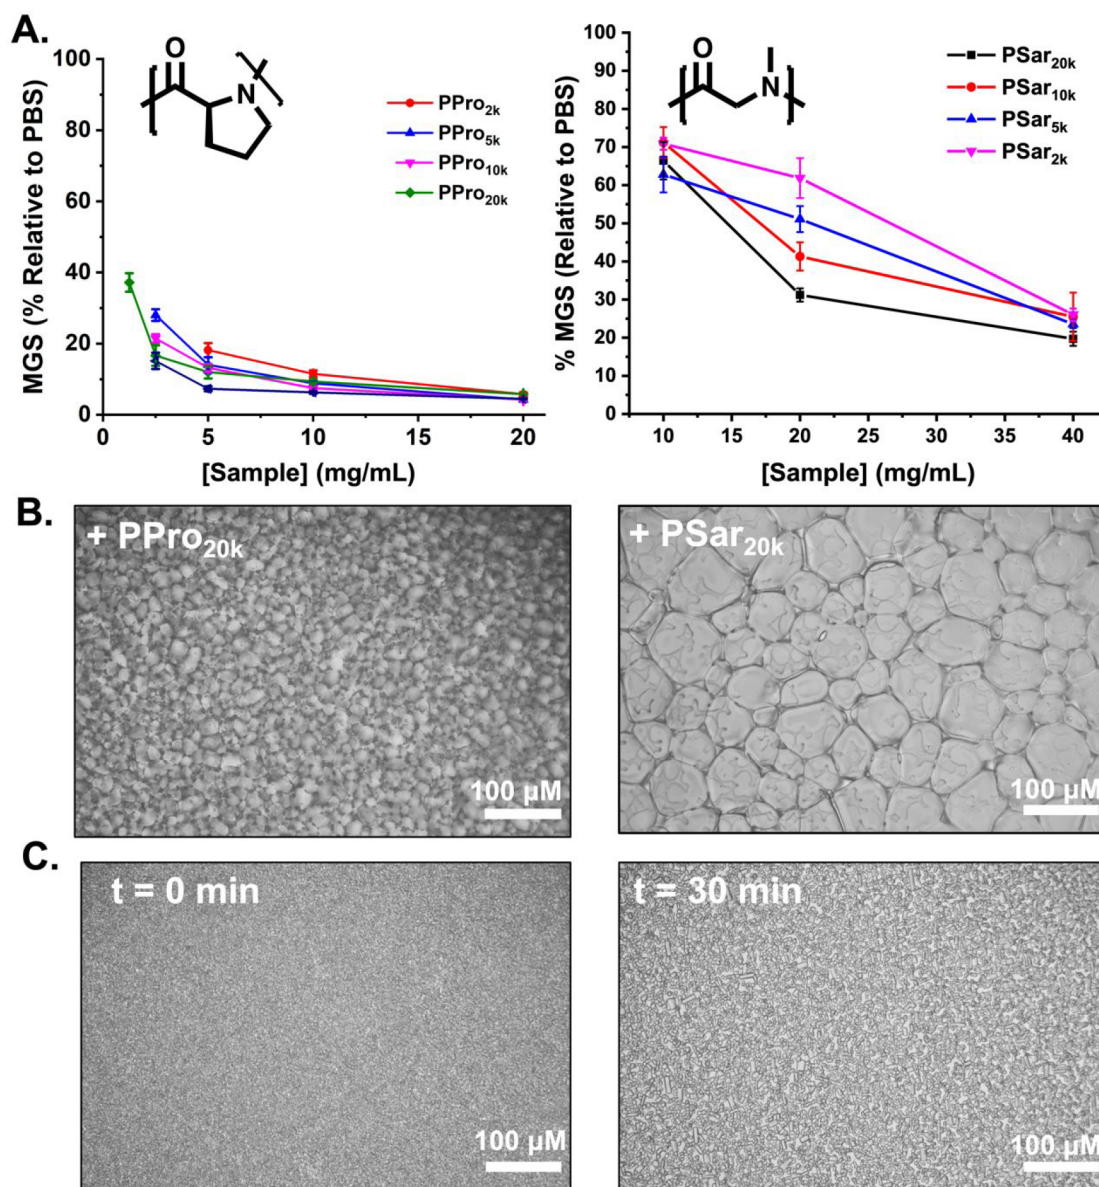 A.
MGS (% Relative to PBS)
100
80
60
40
20
0
0
5
10
15
20
[Sample] (mg/mL)
O
N
PPro2k
PPro5k
PPro10k
PPro20k
% MGS (Relative to PBS)
100
90
80
70
60
50
40
30
20
10
0
10
15
20
25
30
35
40
[Sample] (mg/mL)
O
N
PSar20k
PSar10k
PSar5k
PSar2k
B.
+ PPro20k
100 µM
+ PSar20k
100 µM
C.
t = 0 min
100 µM
t = 30 min
100 µM